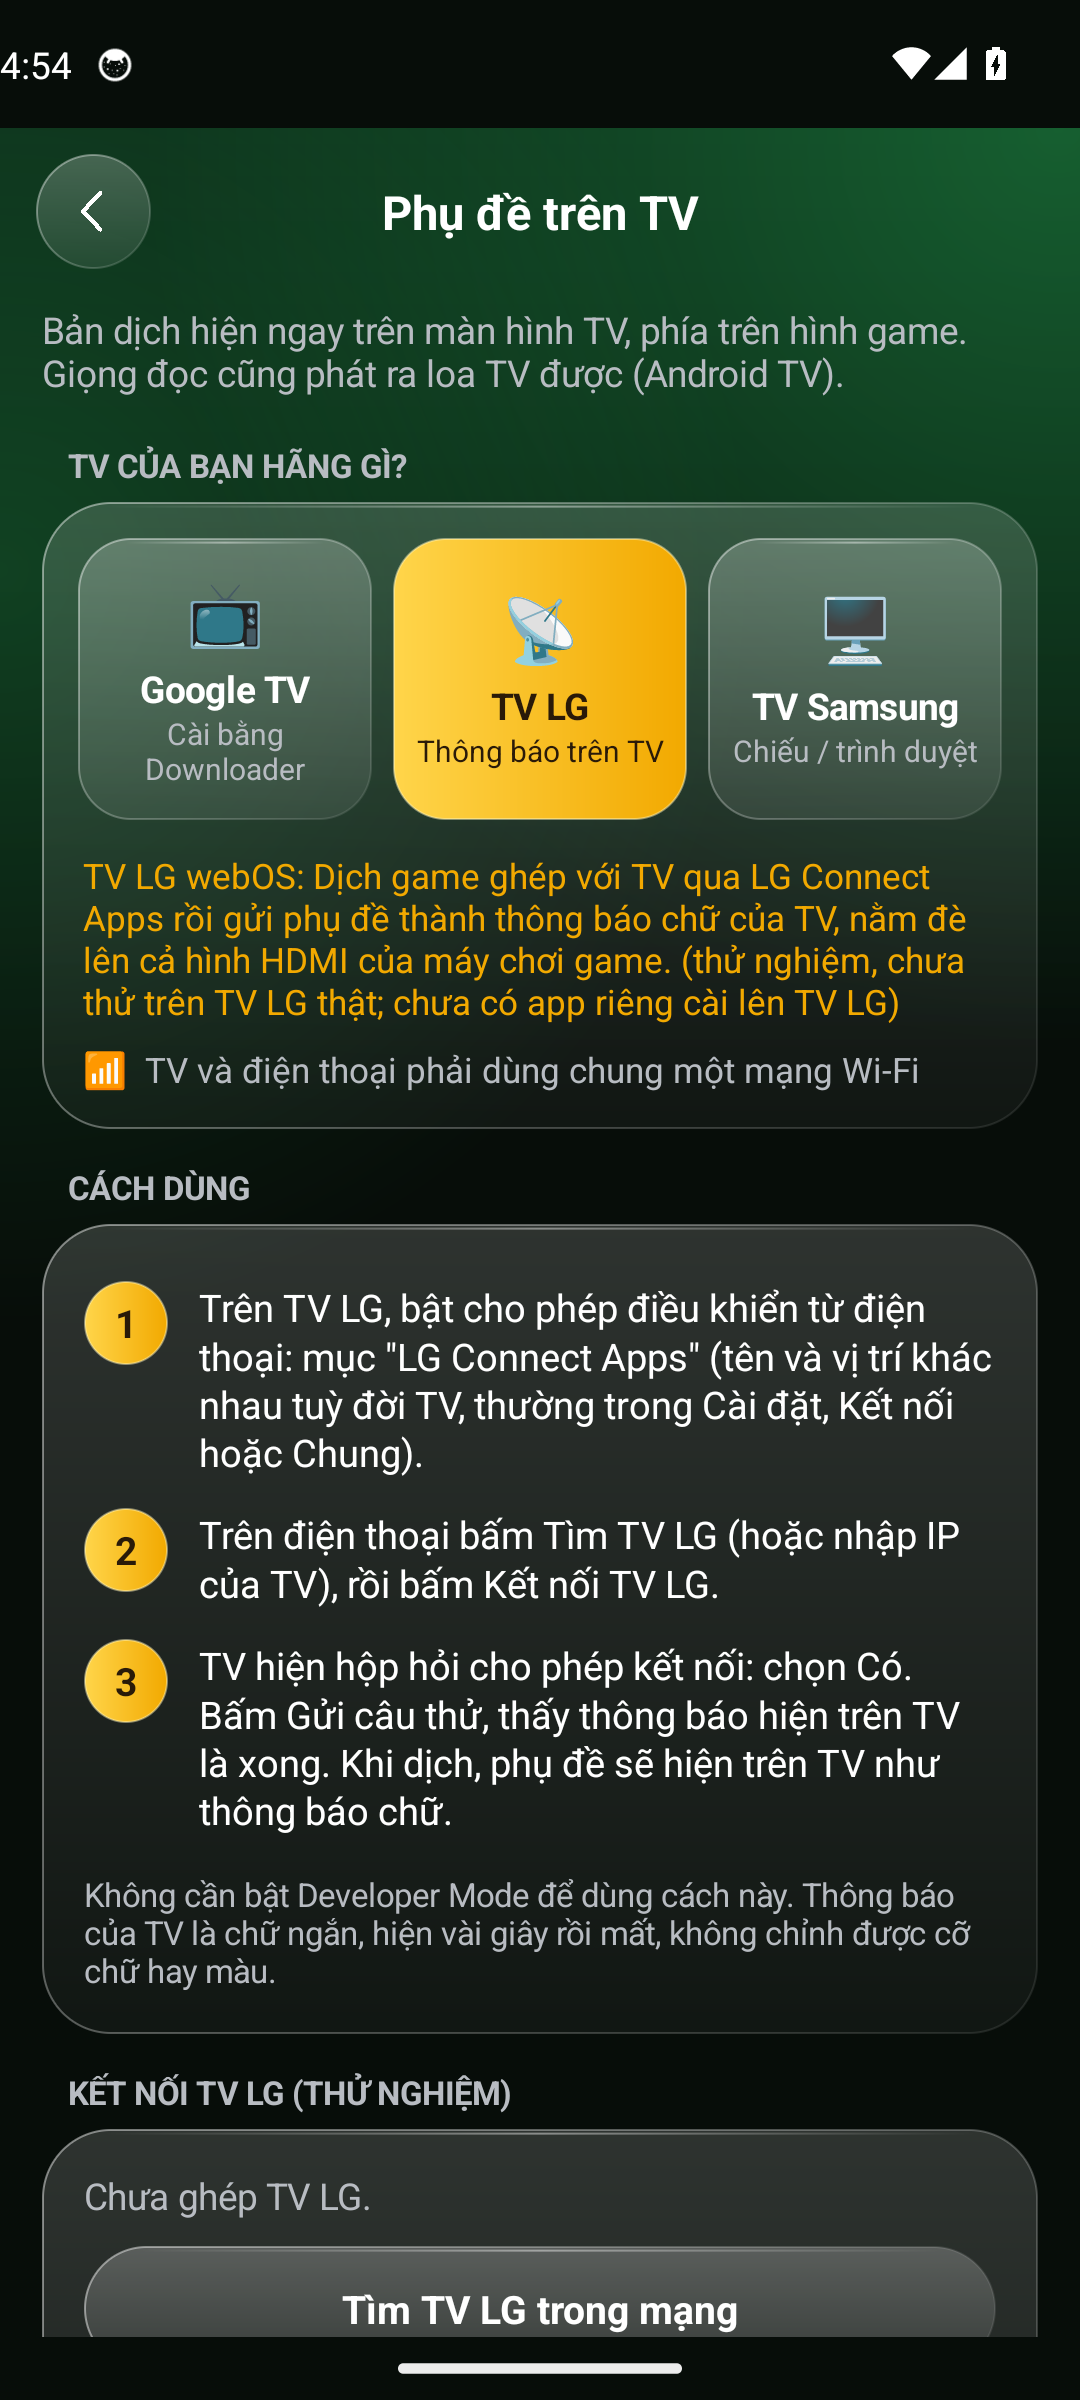 4:54
Phụ đề trên TV
Bản dịch hiện ngay trên màn hình TV, phía trên hình game.
Giọng đọc cũng phát ra loa TV được (Android TV).
TV CỦA BẠN HÃNG GÌ?
Google TV
Cài bằng
Downloader
TV LG
Thông báo trên TV
TV Samsung
Chiếu / trình duyệt
TV LG webOS: Dịch game ghép với TV qua LG Connect
Apps rồi gửi phụ đề thành thông báo chữ của TV, nằm đè
lên cả hình HDMI của máy chơi game. (thử nghiệm, chưa
thử trên TV LG thật; chưa có app riêng cài lên TV LG)
TV và điện thoại phải dùng chung một mạng Wi-Fi
CÁCH DÙNG
1
Trên TV LG, bật cho phép điều khiển từ điện
thoại: mục "LG Connect Apps" (tên và vị trí khác
nhau tuỳ đời TV, thường trong Cài đặt, Kết nối
hoặc Chung).
2
Trên điện thoại bấm Tìm TV LG (hoặc nhập IP
của TV), rồi bấm Kết nối TV LG.
3
TV hiện hộp hỏi cho phép kết nối: chọn Có.
Bấm Gửi câu thử, thấy thông báo hiện trên TV
là xong. Khi dịch, phụ đề sẽ hiện trên TV như
thông báo chữ.
Không cần bật Developer Mode để dùng cách này. Thông báo
của TV là chữ ngắn, hiện vài giây rồi mất, không chỉnh được cỡ
chữ hay màu.
KẾT NỐI TV LG (THỬ NGHIỆM)
Chưa ghép TV LG.
Tìm TV LG trong mạng